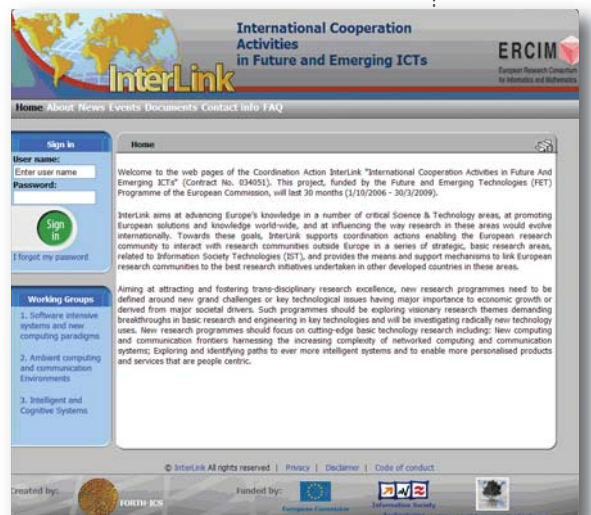 International Cooperation
Activities
in Future and Emerging ICTs
InterLink
ERCIM
European Research Consortium
for Informatics and Mathematics
Home About News Events Documents Contact info FAQ
Sign in
User name:
Enter user name
Password:
Sign
in
I forgot my password
Working Groups
1. Software intensive
systems and new
computing paradigms
2. Ambient computing
and communication
Environments
3. Intelligent and
Cognitive Systems
Home
Welcome to the web pages of the Coordination Action InterLink "International Cooperation Activities in Future And
Emerging ICTs" (Contract No. 034051). This project, funded by the Future and Emerging Technologies (FET)
Programme of the European Commission, will last 30 months (1/10/2006 - 30/3/2009).
InterLink aims at advancing Europe's knowledge in a number of critical Science & Technology areas, at promoting
European solutions and knowledge world-wide, and at influencing the way research in these areas would evolve
internationally. Towards these goals, InterLink supports coordination actions enabling the European research
community to interact with research communities outside Europe in a series of strategic, basic research areas,
related to Information Society Technologies (IST), and provides the means and support mechanisms to link European
research communities to the best research initiatives undertaken in other developed countries in these areas.
Aiming at attracting and fostering trans-disciplinary research excellence, new research programmes need to be
defined around new grand challenges or key technological issues having major importance to economic growth or
derived from major societal drivers. Such programmes should be exploring visionary research themes demanding
breakthroughs in basic research and engineering in key technologies and will be investigating radically new technology
uses. New research programmes should focus on cutting-edge basic technology research including: New computing
and communication frontiers harnessing the increasing complexity of networked computing and communication
systems; Exploring and identifying paths to ever more intelligent systems and to enable more personalised products
and services that are people centric.
© InterLink All rights reserved | Privacy | Disclaimer | Code of conduct
Created by:
FORTH-ICS
Funded by:
European Commission
Information Society